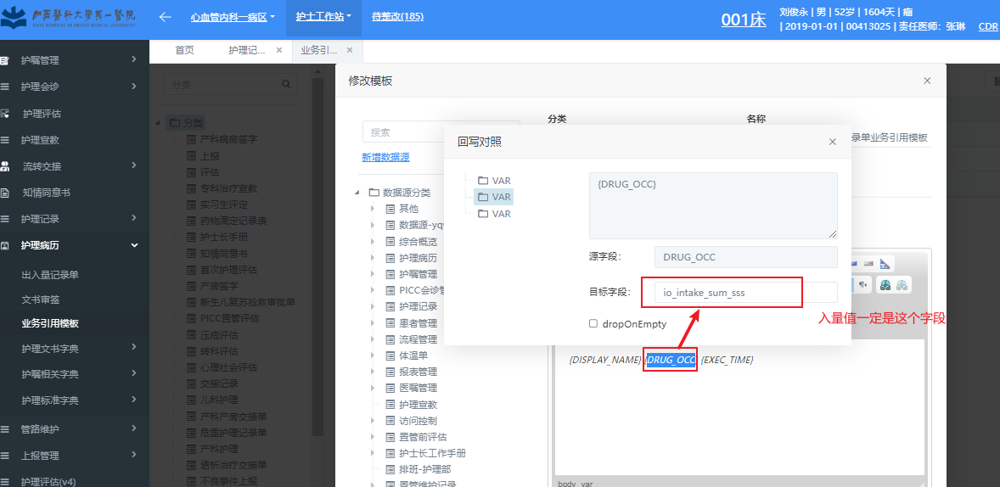 山西医科大学第一医院
FIRST HOSPITAL OF SHANXI MEDICAL UNIVERSITY
心血管内科一病区
护士工作站
待整改(185)
001床
刘俊永 | 男 | 52岁 | 1604天 | 痛
| 2019-01-01 | 00413025 | 责任医师：张琳
CDR
护嘱管理
护理会诊
护理评估
护理宣教
流转交接
知情同意书
护理记录
护理病历
出入量记录单
文书审签
业务引用模板
护理文书字典
护嘱相关字典
护理标准字典
管路维护
上报管理
护理评估(v4)
首页
护理记...
业务引...
分类
分类
产科病房签字
上报
评估
专科治疗宣教
实习生评定
药物滴定记录表
护士长手册
知情同意书
首次护理评估
产房签字
新生儿复苏抢救审批单
PICC置管评估
压疮评估
转科评估
心理社会评估
交接记录
儿科护理
产科产房交接单
危重护理记录单
产科护理
透析治疗交接单
不良事件上报
修改模板
搜索
新增数据源
数据源分类
其他
数据源-yqw
综合概览
护理病历
护嘱管理
PICC会诊管
护理记录
患者管理
流程管理
体温单
报表管理
医嘱管理
护理宣教
访问控制
置管前评估
护士长工作手册
排班-护理部
置管维护记录
分类
名称
录单业务引用模板
回写对照
VAR
VAR
VAR
{DRUG_OCC}
源字段：
DRUG_OCC
目标字段：
io_intake_sum_sss
dropOnEmpty
入量值一定是这个字段
{DISPLAY_NAME} {DRUG_OCC} {EXEC_TIME}
body var